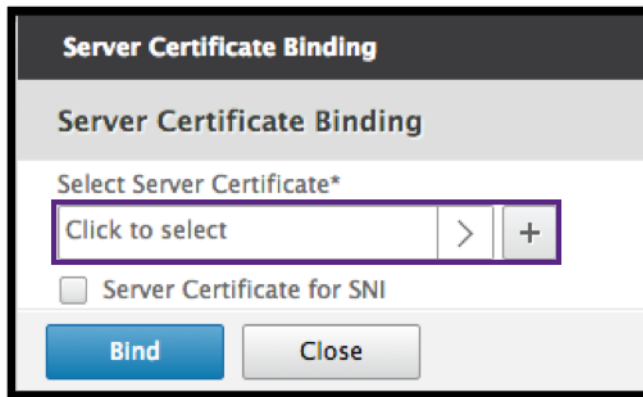 Server Certificate Binding
Server Certificate Binding
Select Server Certificate*
Click to select > +
Server Certificate for SNI
Bind Close